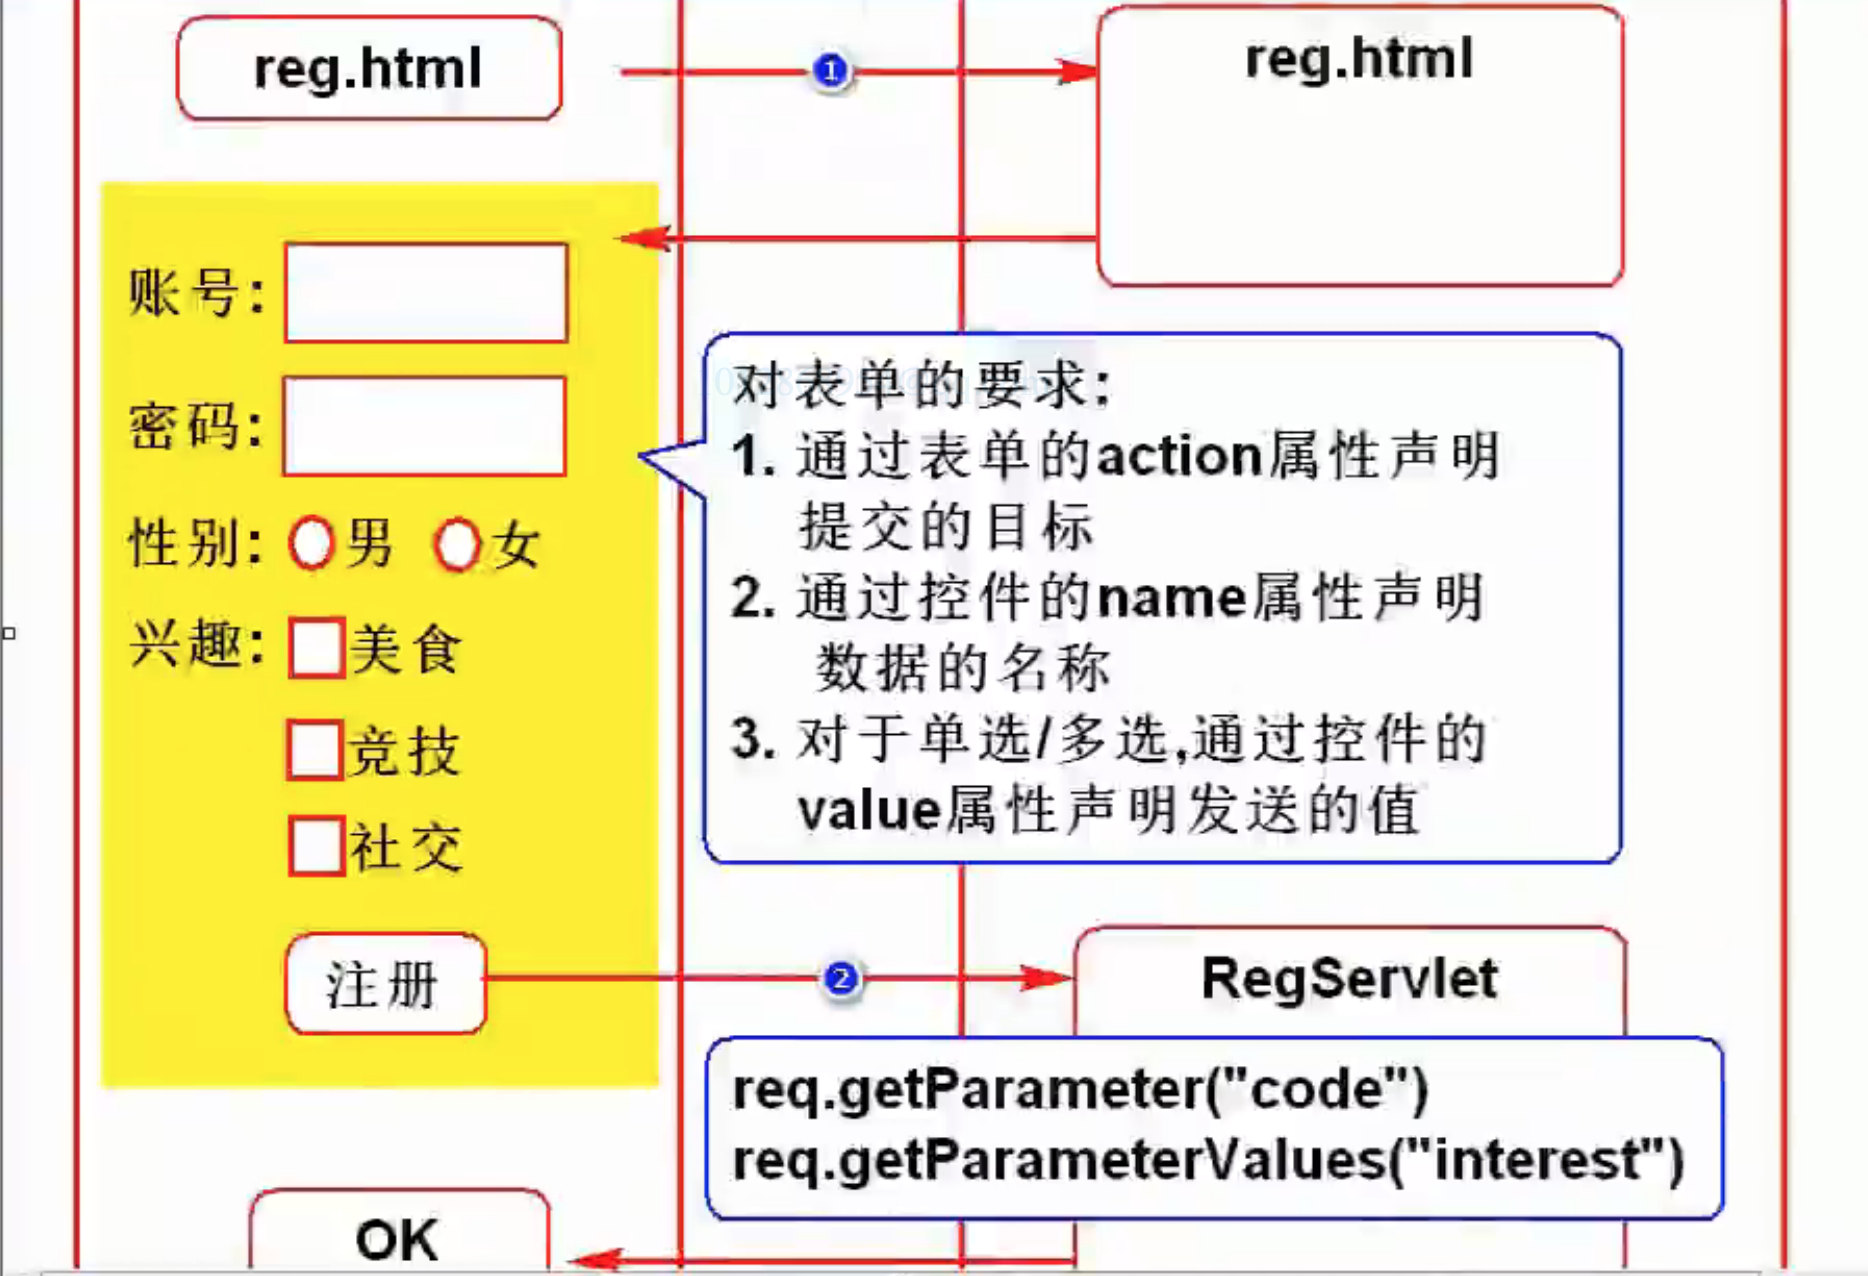 reg.html
①
reg.html
账号:
密码:
性别: 男 女
兴趣: 美食
竞技
社交
注册
对表单的要求:
1. 通过表单的action属性声明
提交的目标
2. 通过控件的name属性声明
数据的名称
3. 对于单选/多选,通过控件的
value属性声明发送的值
②
RegServlet
req.getParameter("code")
req.getParameterValues("interest")
OK